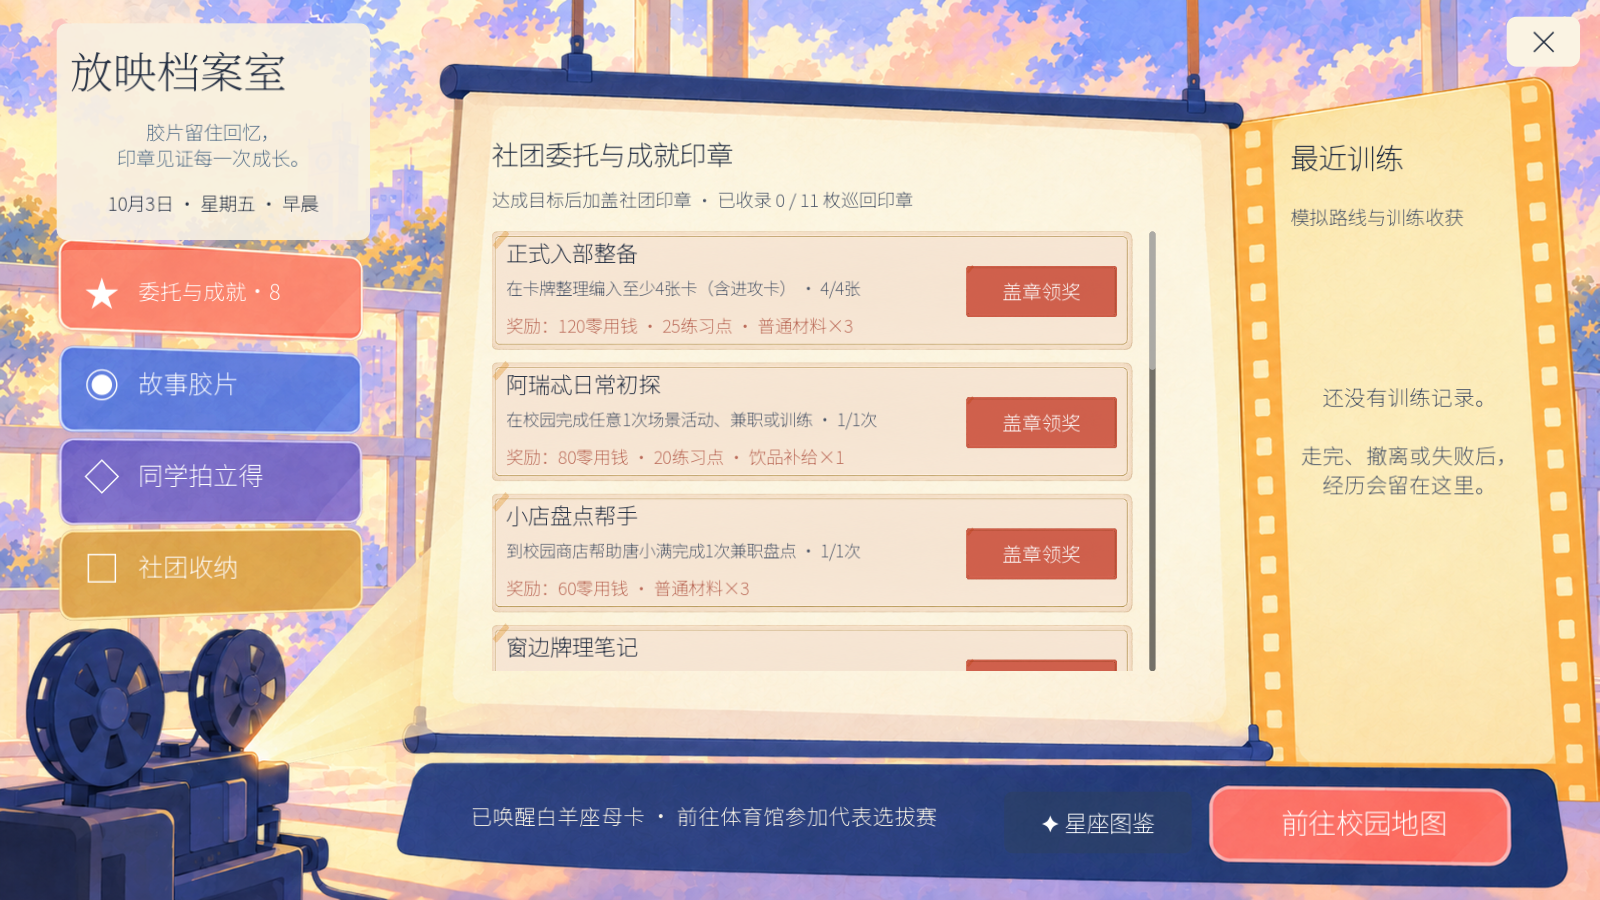 放映档案室
胶片留住回忆，
印章见证每一次成长。
10月3日 · 星期五 · 早晨
委托与成就 · 8
故事胶片
同学拍立得
社团收纳
社团委托与成就印章
达成目标后加盖社团印章 · 已收录 0 / 11 枚巡回印章
正式入部整备
在卡牌整理编入至少4张卡（含进攻卡） · 4/4张
奖励：120零用钱 · 25练习点 · 普通材料×3
盖章领奖
阿瑞忒日常初探
在校园完成任意1次场景活动、兼职或训练 · 1/1次
奖励：80零用钱 · 20练习点 · 饮品补给×1
盖章领奖
小店盘点帮手
到校园商店帮助唐小满完成1次兼职盘点 · 1/1次
奖励：60零用钱 · 普通材料×3
盖章领奖
窗边牌理笔记
最近训练
模拟路线与训练收获
还没有训练记录。
走完、撤离或失败后，
经历会留在这里。
已唤醒白羊座母卡 · 前往体育馆参加代表选拔赛
星座图鉴
前往校园地图